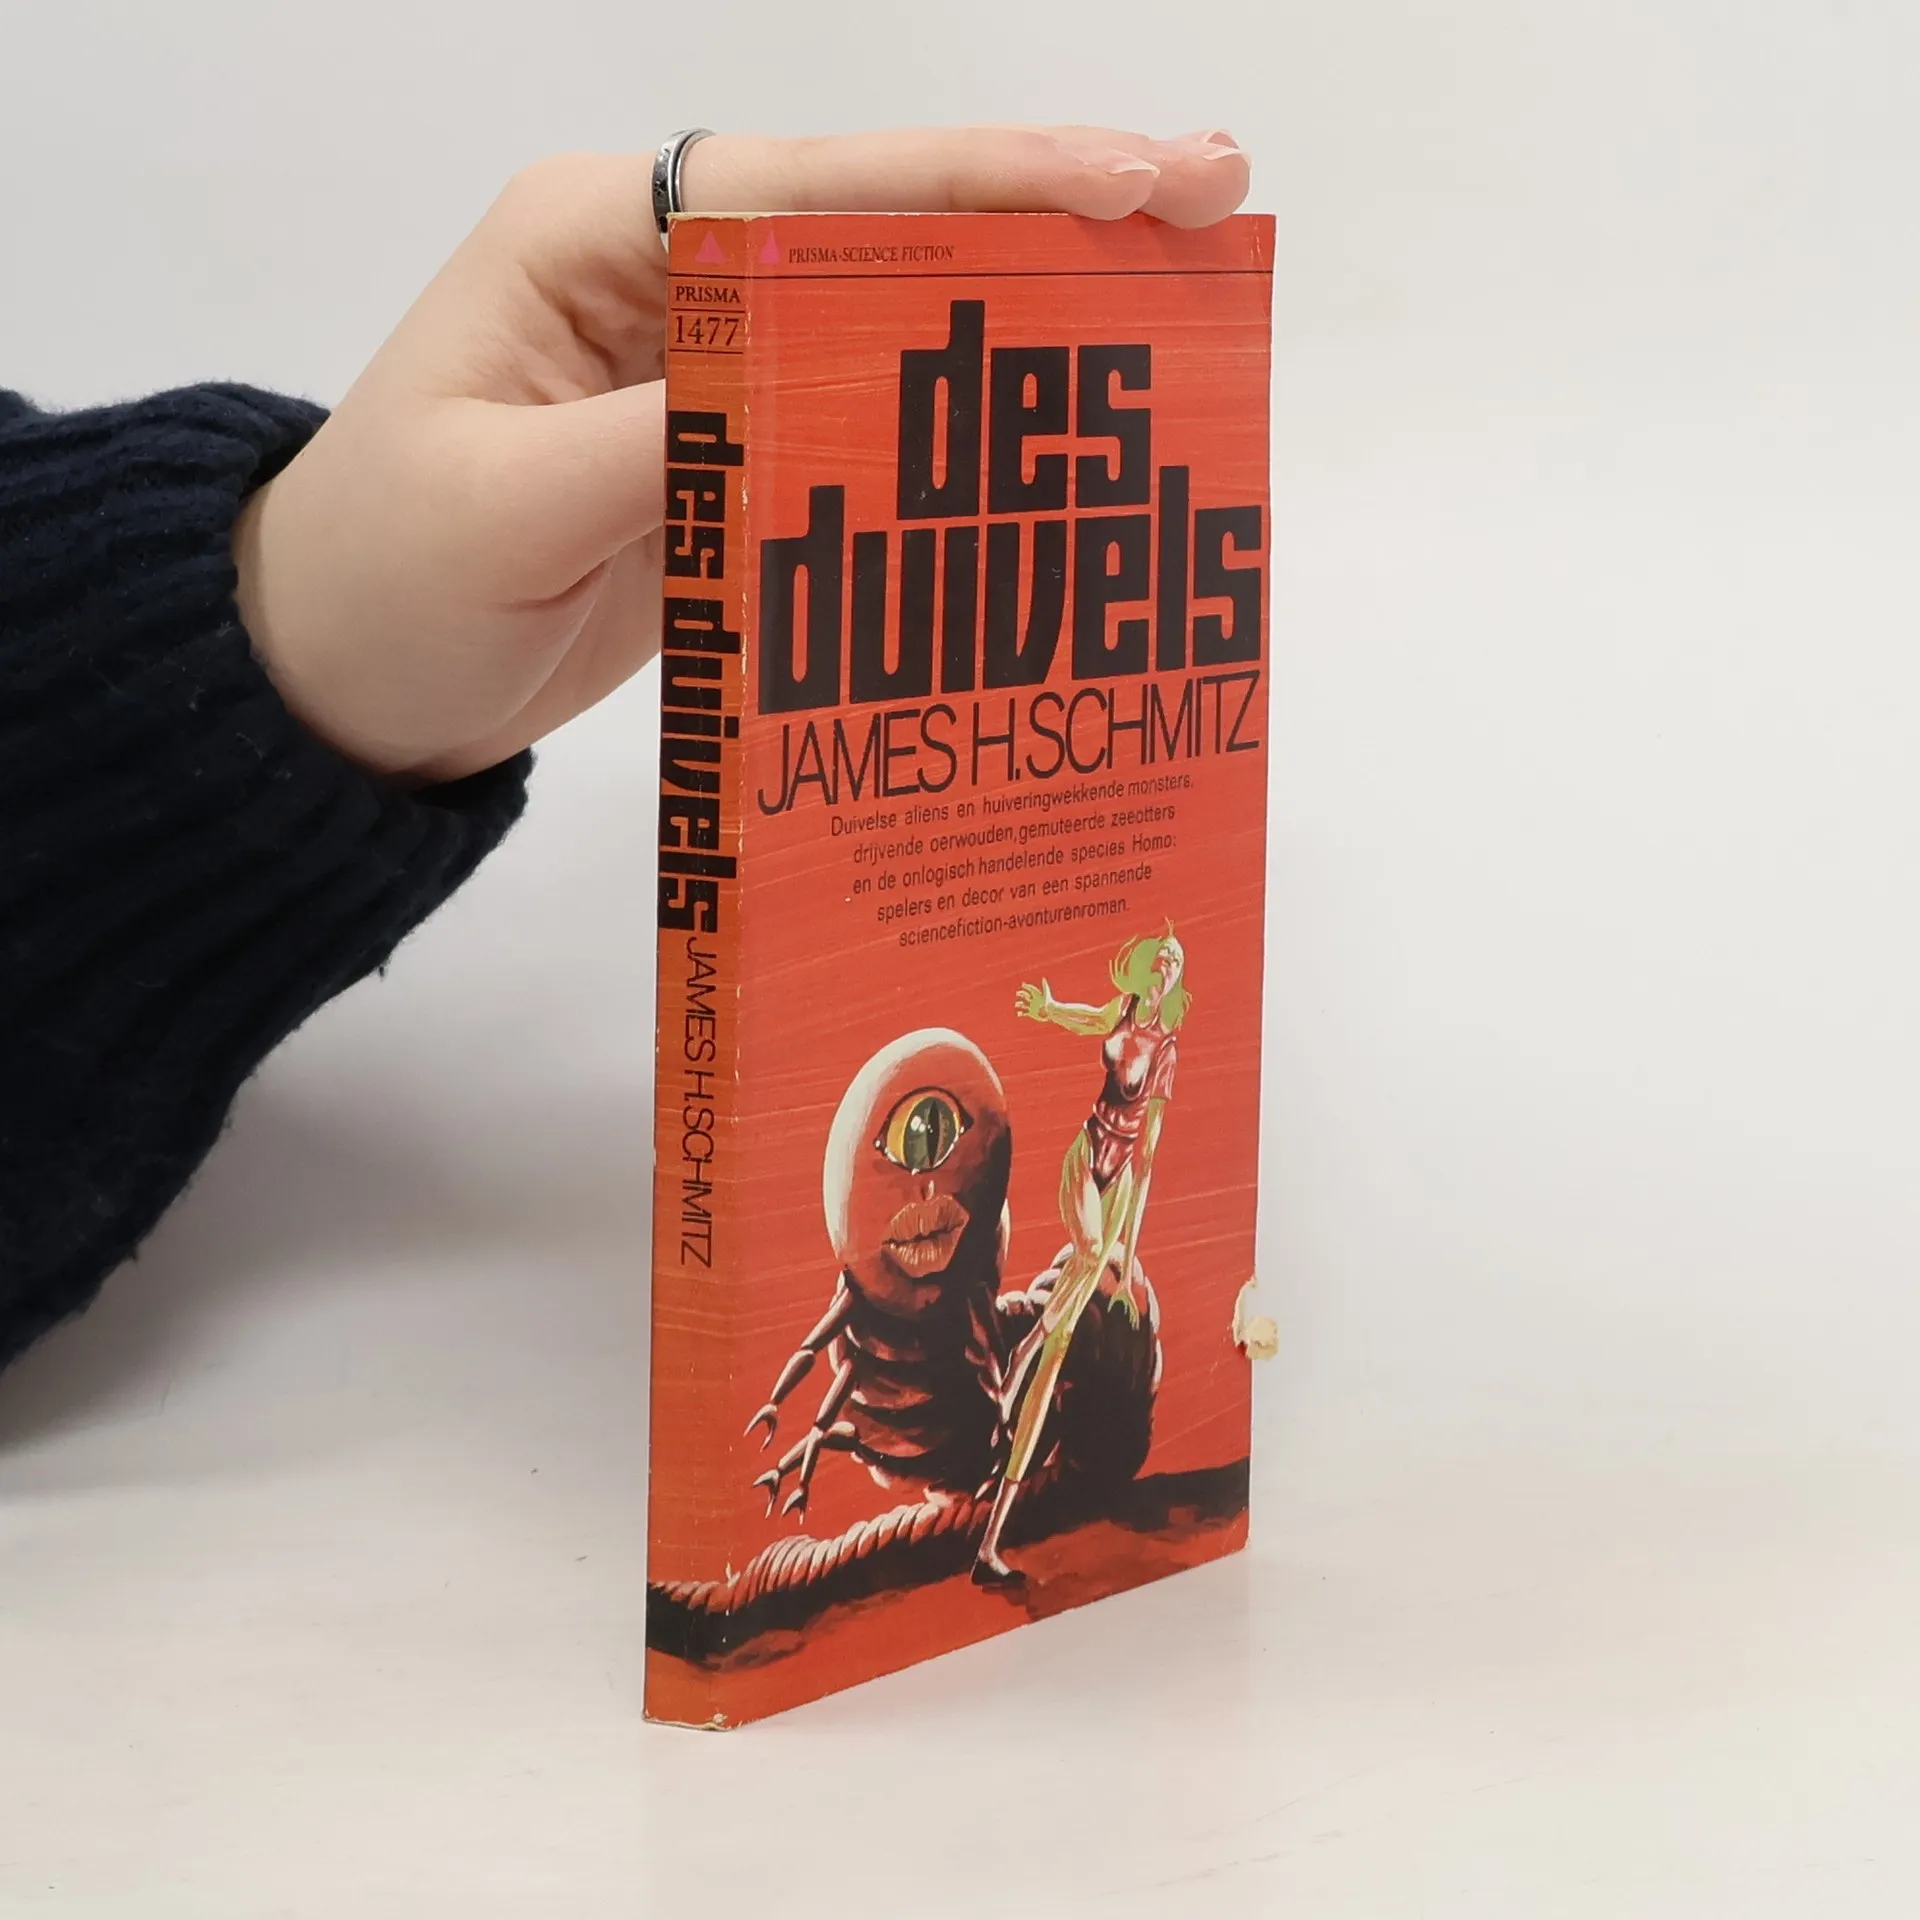 PRISMA
1477
des duivels
JAMES H. SCHMITZ
PRISMA-SCIENCE FICTION
des
duivels
JAMES H. SCHMITZ
Duivelse aliens en huiveringwekkende monsters,
drijvende oerwouden, gemuteerde zeeotters
en de onlogisch handelende species Homo:
spelers en decor van een spannende
sciencefiction-avonturenroman.